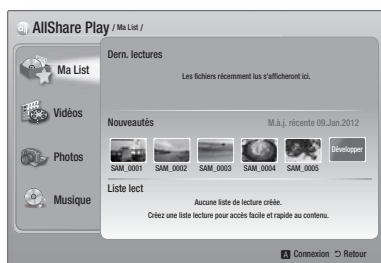 AllShare Play / Ma List /
Ma List
Vidéos
Photos
Musique
Dern. lectures
Les fichiers récemment lus s'afficheront ici.
Nouveautés
M.à.j. récente 09.Jan.2012
SAM_0001 SAM_0002 SAM_0003 SAM_0004 SAM_0005 Développer
Liste lect
Aucune liste de lecture créée.
Créez une liste lecture pour accès facile et rapide au contenu.
A Connexion Retour